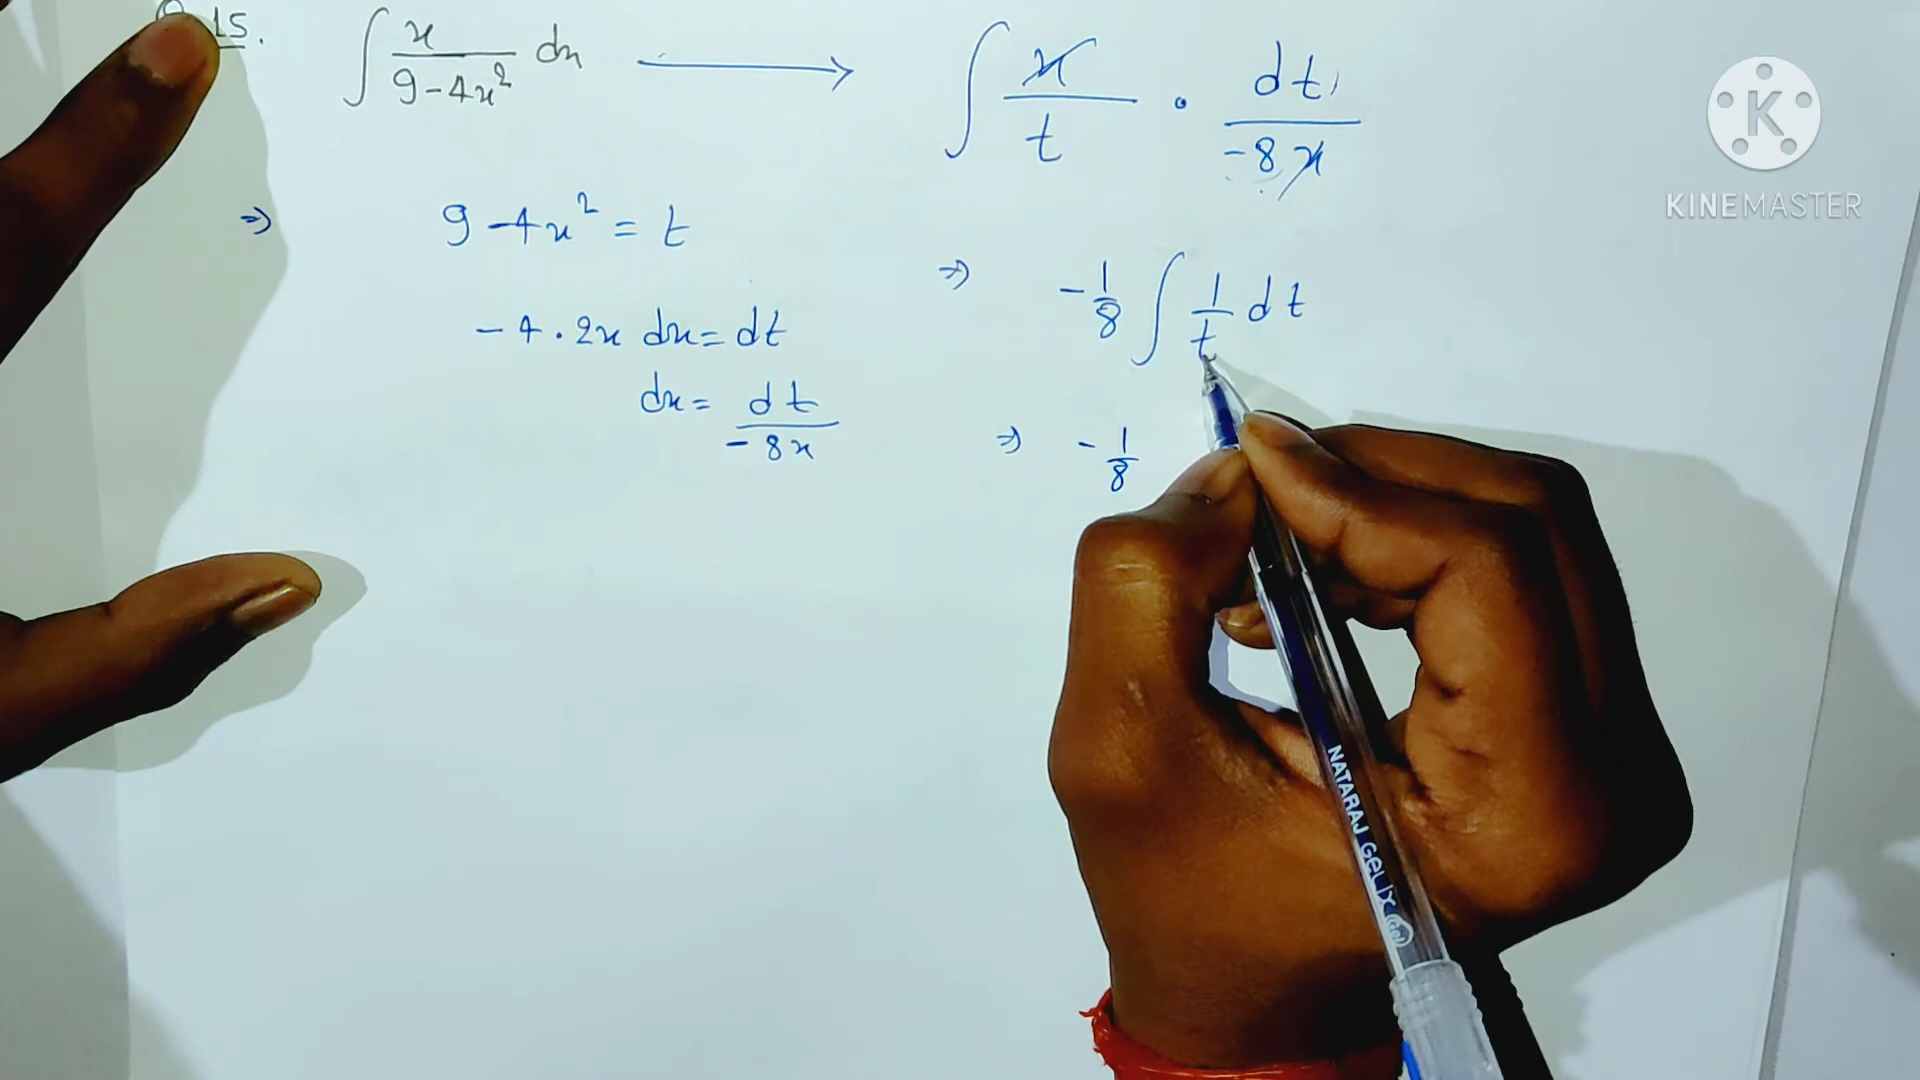 15. ∫ x/(9-4x²) dx ⟶ ∫ x/t · dt/(-8x)
⇒ 9-4x² = t
-4.2x dx = dt
dx = dt/(-8x)
⇒ -1/8 ∫ 1/t dt
⇒ -1/8
K
KINEMASTER
NATARAJ GELIX